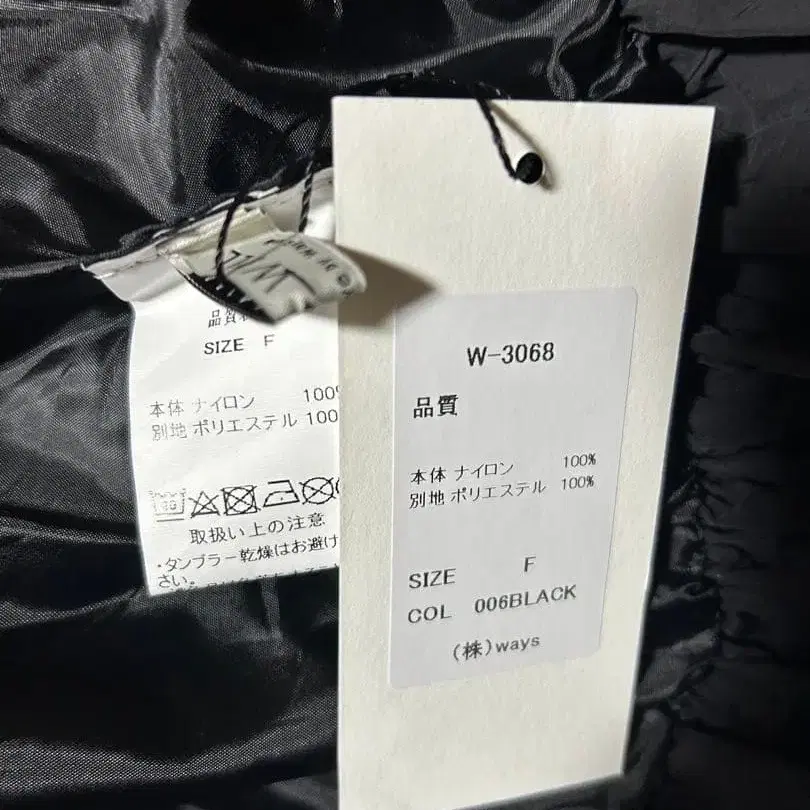 SIZE F
本体 ナイロン 100%
別地 ポリエステル 100
取扱い上の注意
・タンブラー乾燥はお避け
さい。
W-3068
品質
本体 ナイロン 100%
別地 ポリエステル 100%
SIZE F
COL 006BLACK
(株)ways